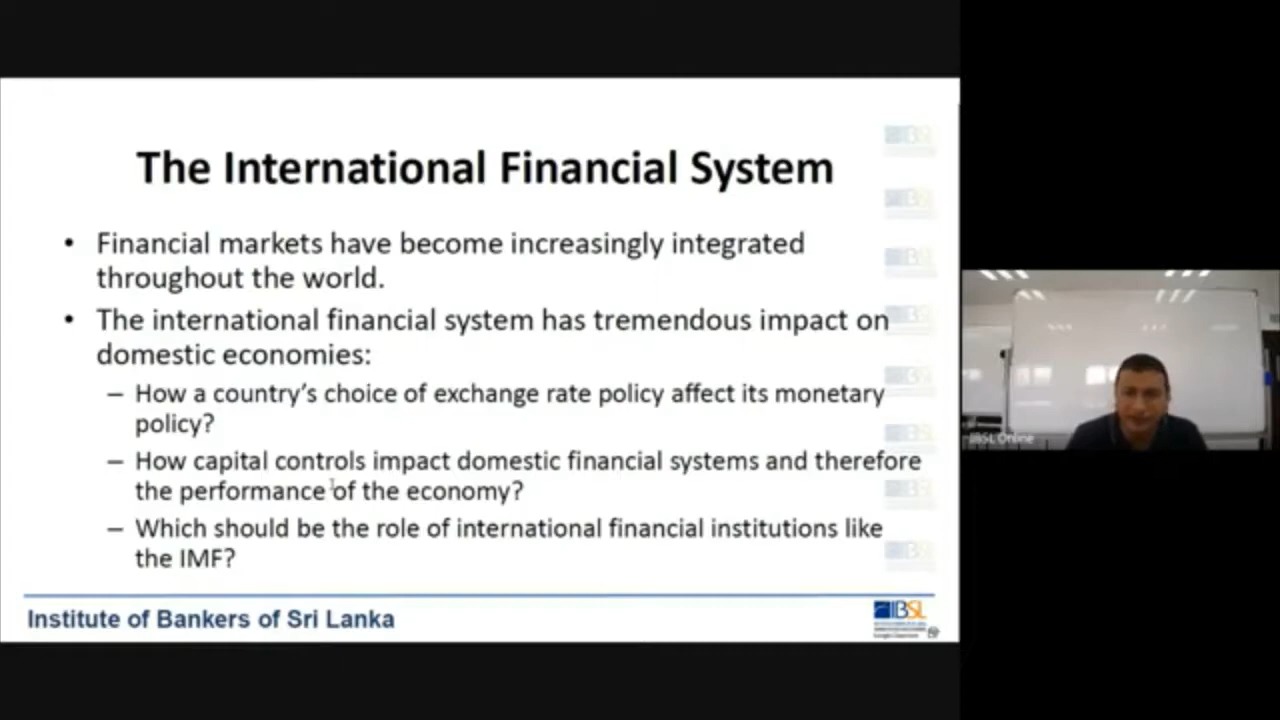 The International Financial System
• Financial markets have become increasingly integrated
throughout the world.
• The international financial system has tremendous impact on
domestic economies:
– How a country's choice of exchange rate policy affect its monetary
policy?
– How capital controls impact domestic financial systems and therefore
the performance of the economy?
– Which should be the role of international financial institutions like
the IMF?
Institute of Bankers of Sri Lanka
IBSL
IBSL Online